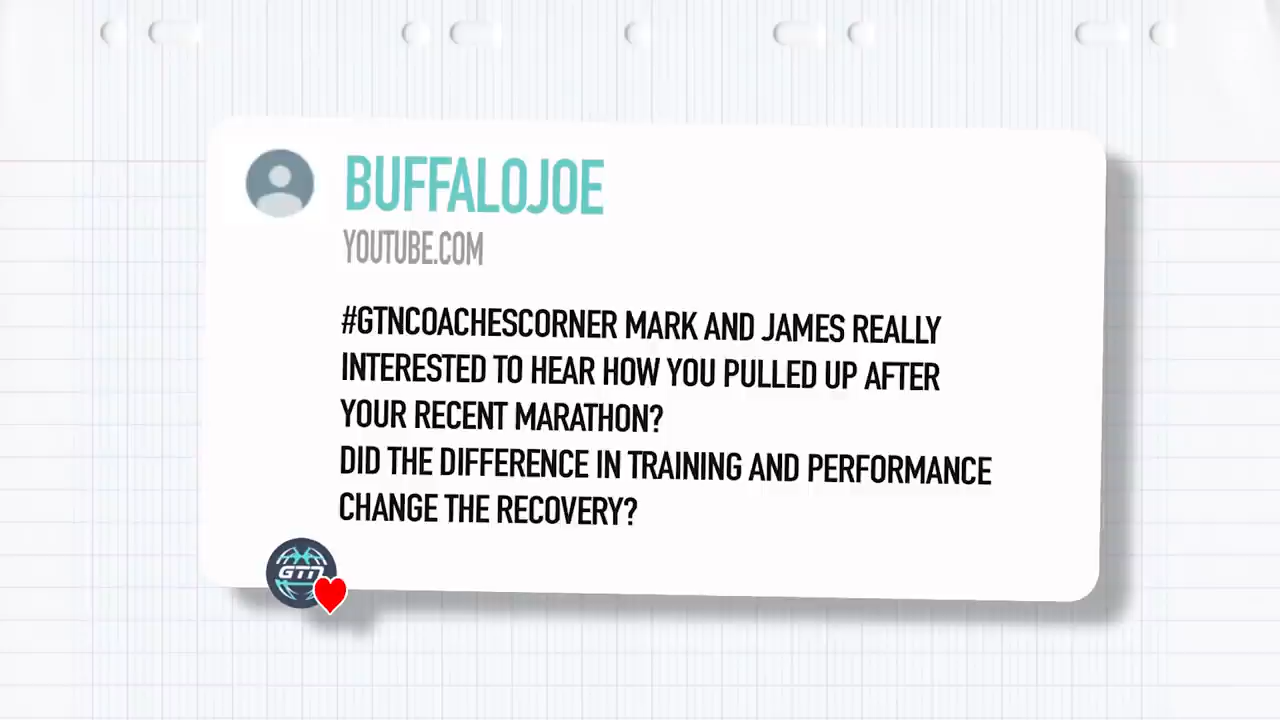 BUFFALOJOE
YOUTUBE.COM
#GTNCOACHESCORNER MARK AND JAMES REALLY
INTERESTED TO HEAR HOW YOU PULLED UP AFTER
YOUR RECENT MARATHON?
DID THE DIFFERENCE IN TRAINING AND PERFORMANCE
CHANGE THE RECOVERY?
GTN